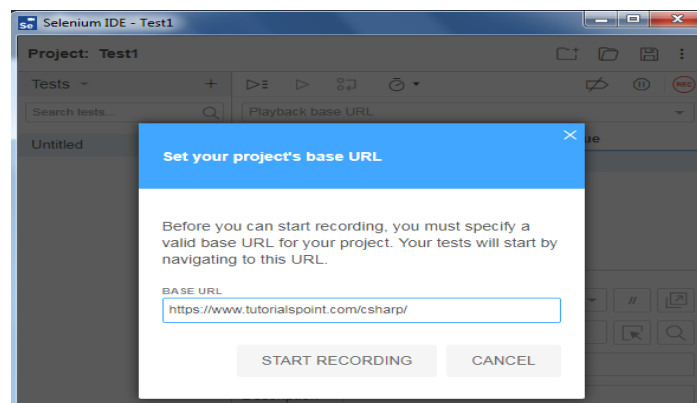 Selenium IDE - Test1
Project: Test1
Tests
Search tests...
Playback base URL
Untitled
ue
Set your project's base URL
Before you can start recording, you must specify a
valid base URL for your project. Your tests will start by
navigating to this URL.
BASE URL
https://www.tutorialspoint.com/csharp/
START RECORDING
CANCEL
Description
REC
//